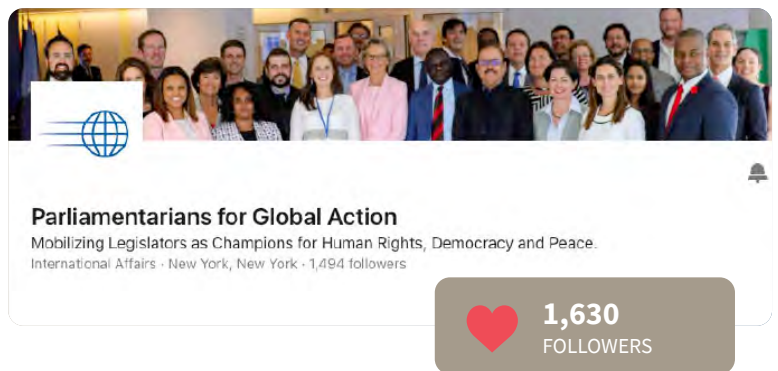 Parliamentarians for Global Action
Mobilizing Legislators as Champions for Human Rights, Democracy and Peace.
International Affairs · New York, New York · 1,494 followers
1,630
FOLLOWERS